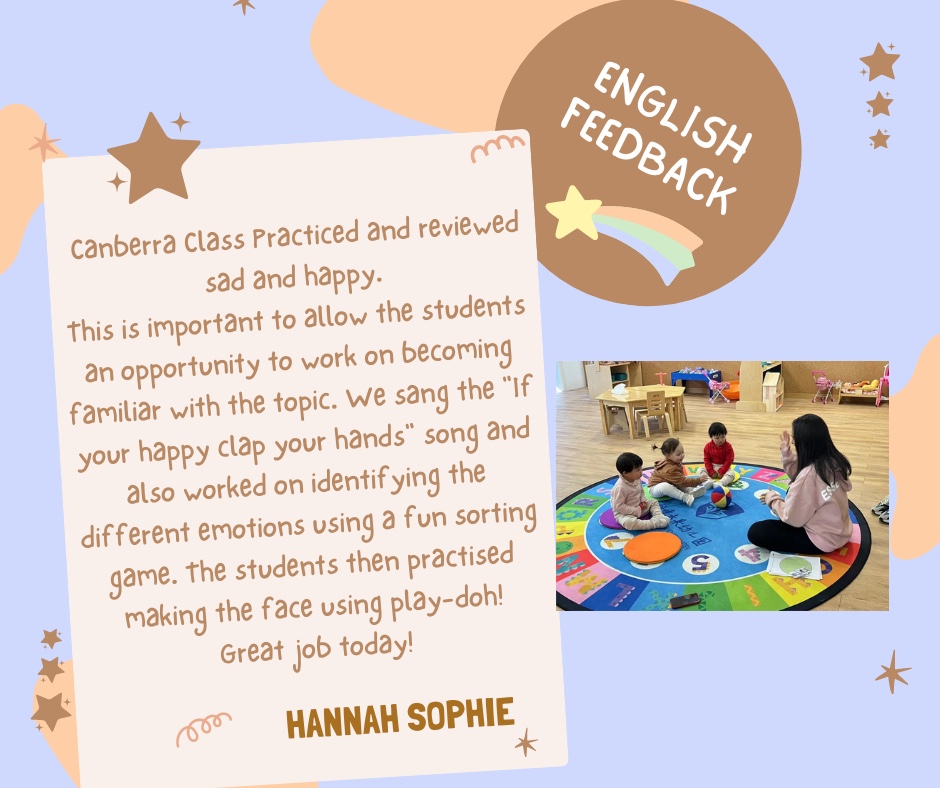 ENGLISH
FEEDBACK
Canberra Class Practiced and reviewed
sad and happy.
This is important to allow the students
an opportunity to work on becoming
familiar with the topic. We sang the "If
your happy clap your hands" song and
also worked on identifying the
different emotions using a fun sorting
game. The students then practised
making the face using play-doh!
Great job today!
HANNAH SOPHIE